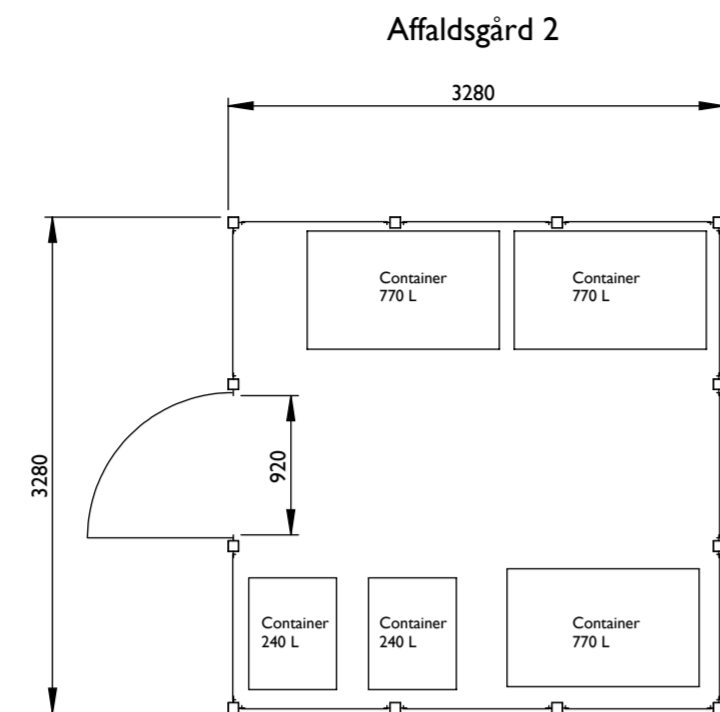 Affaldsgård 2
3280
Container
770 L
Container
770 L
3280
920
Container
240 L
Container
240 L
Container
770 L